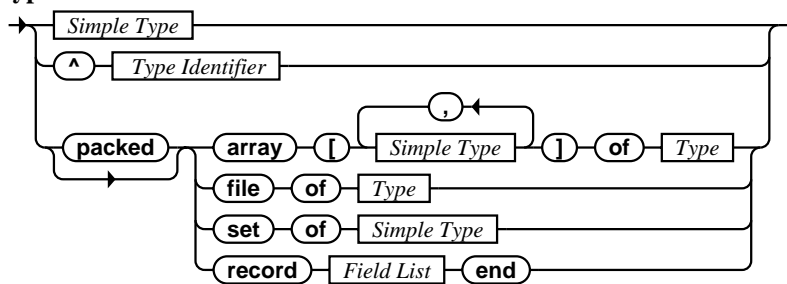 ype
Simple Type
^ Type Identifier
,
packed array [ Simple Type ] of Type
file of Type
set of Simple Type
record Field List end